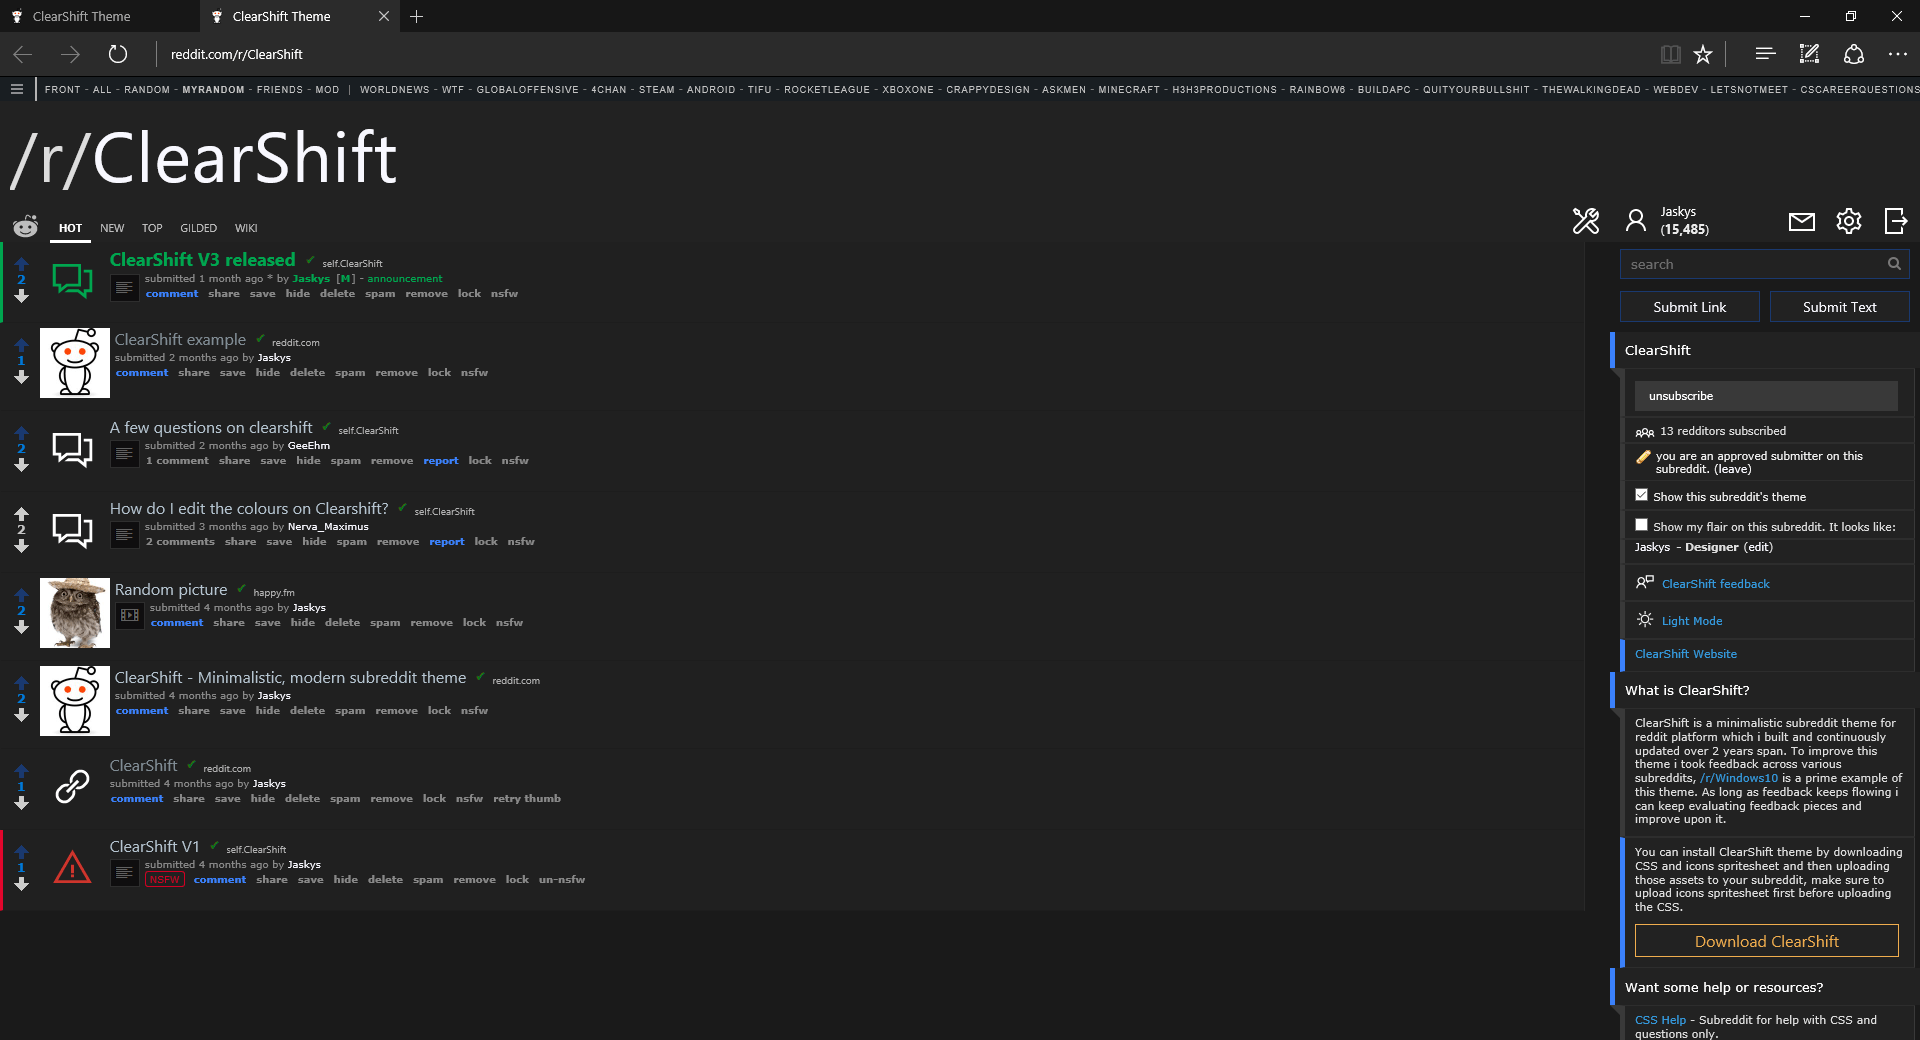 ClearShift Theme
ClearShift Theme
reddit.com/r/ClearShift
FRONT - ALL - RANDOM - MYRANDOM - FRIENDS - MOD | WORLDNEWS - WTF - GLOBALOFFENSIVE - 4CHAN - STEAM - ANDROID - TIFU - ROCKETLEAGUE - XBOXONE - CRAPPYDESIGN - ASKMEN - MINECRAFT - H3H3PRODUCTIONS - RAINBOW6 - BUILDAPC - QUITYOURBULLSHIT - THEWALKINGDEAD - WEBDEV - LETSNOTMEET - CSCAREERQUESTIONS
/r/ClearShift
HOT NEW TOP GILDED WIKI
Jaskys
(15,485)
2
ClearShift V3 released ✔ self.ClearShift
submitted 1 month ago * by Jaskys [M] - announcement
comment share save hide delete spam remove lock nsfw
1
ClearShift example ✔ reddit.com
submitted 2 months ago by Jaskys
comment share save hide delete spam remove lock nsfw
2
A few questions on clearshift ✔ self.ClearShift
submitted 2 months ago by GeeEhm
1 comment share save hide spam remove report lock nsfw
2
How do I edit the colours on Clearshift? ✔ self.ClearShift
submitted 3 months ago by Nerva_Maximus
2 comments share save hide spam remove report lock nsfw
2
Random picture ✔ happy.fm
submitted 4 months ago by Jaskys
comment share save hide delete spam remove lock nsfw
2
ClearShift - Minimalistic, modern subreddit theme ✔ reddit.com
submitted 4 months ago by Jaskys
comment share save hide delete spam remove lock nsfw
1
ClearShift ✔ reddit.com
submitted 4 months ago by Jaskys
comment share save hide delete spam remove lock nsfw retry thumb
1
ClearShift V1 ✔ self.ClearShift
submitted 4 months ago by Jaskys
NSFW comment share save hide delete spam remove lock un-nsfw
search
Submit Link
Submit Text
ClearShift
unsubscribe
13 redditors subscribed
you are an approved submitter on this
subreddit. (leave)
Show this subreddit's theme
Show my flair on this subreddit. It looks like:
Jaskys - Designer (edit)
ClearShift feedback
Light Mode
ClearShift Website
What is ClearShift?
ClearShift is a minimalistic subreddit theme for
reddit platform which i built and continuously
updated over 2 years span. To improve this
theme i took feedback across various
subreddits, /r/Windows10 is a prime example of
this theme. As long as feedback keeps flowing i
can keep evaluating feedback pieces and
improve upon it.
You can install ClearShift theme by downloading
CSS and icons spritesheet and then uploading
those assets to your subreddit, make sure to
upload icons spritesheet first before uploading
the CSS.
Download ClearShift
Want some help or resources?
CSS Help - Subreddit for help with CSS and
questions only.